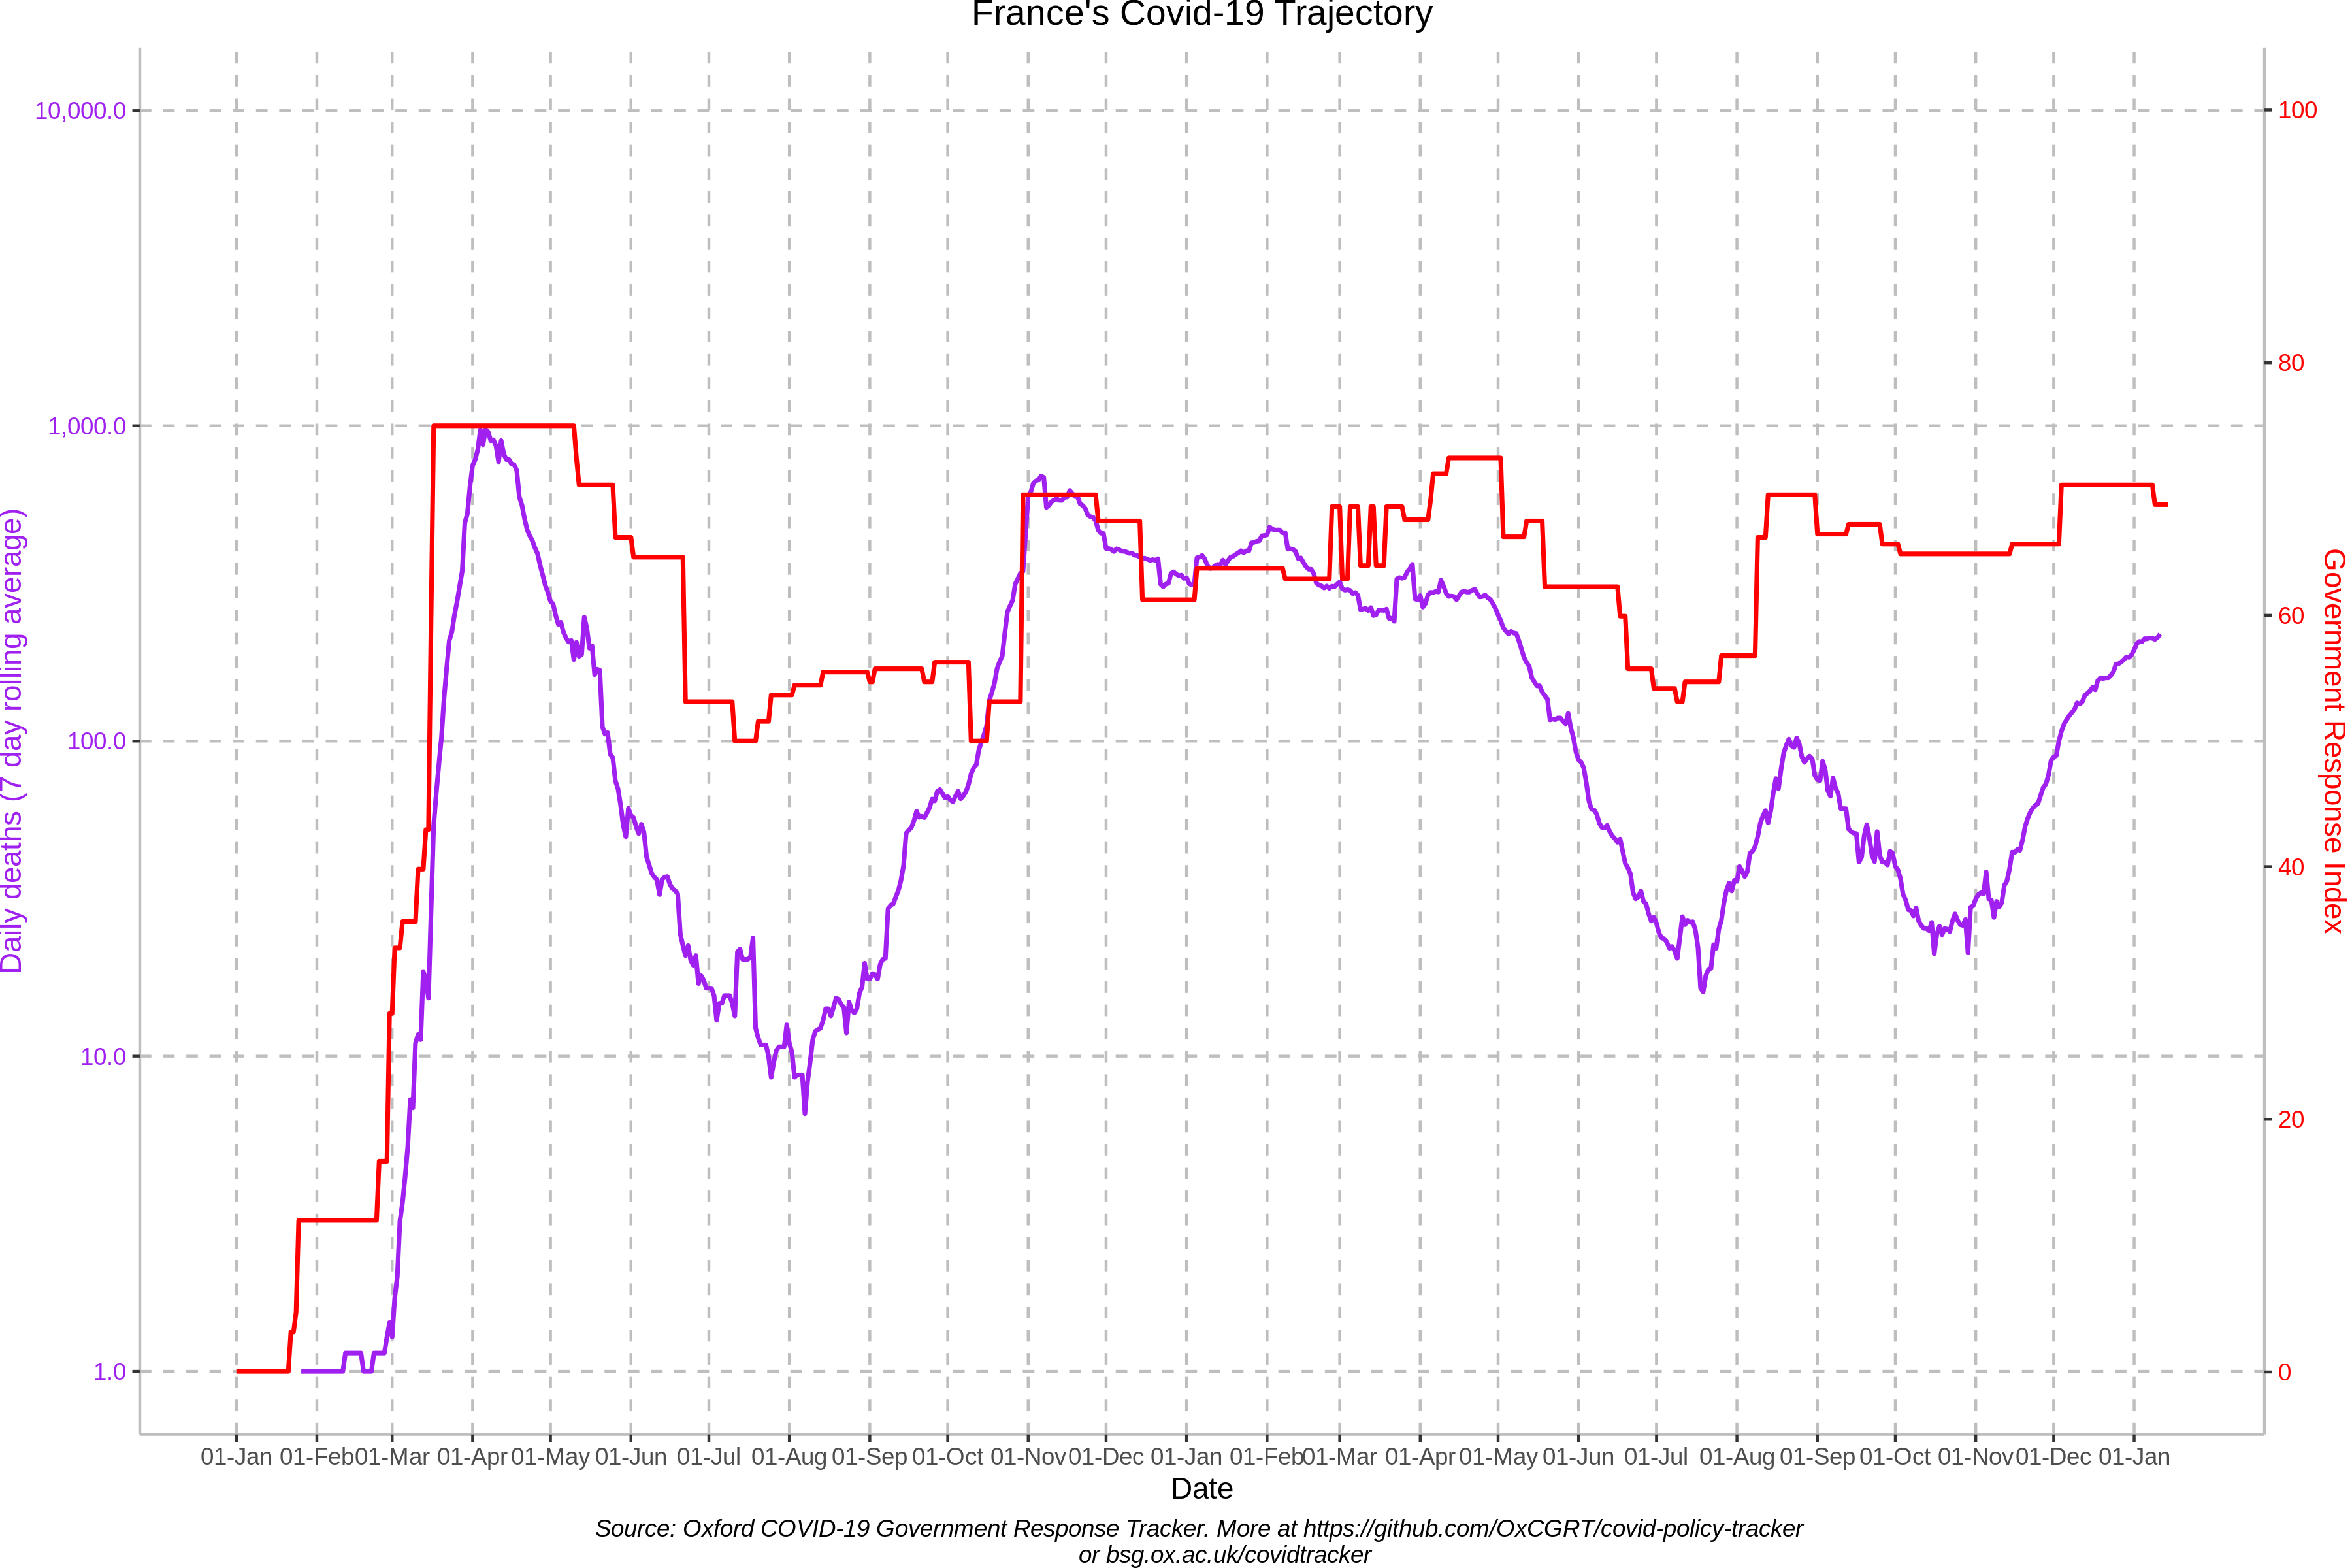 France's Covid-19 Trajectory
10,000.0
1,000.0
100.0
10.0
1.0
Daily deaths (7 day rolling average)
100
80
60
40
20
0
Government Response Index
01-Jan 01-Feb 01-Mar 01-Apr 01-May 01-Jun 01-Jul 01-Aug 01-Sep 01-Oct 01-Nov 01-Dec 01-Jan 01-Feb 01-Mar 01-Apr 01-May 01-Jun 01-Jul 01-Aug 01-Sep 01-Oct 01-Nov 01-Dec 01-Jan
Date
Source: Oxford COVID-19 Government Response Tracker. More at https://github.com/OxCGRT/covid-policy-tracker
or bsg.ox.ac.uk/covidtracker